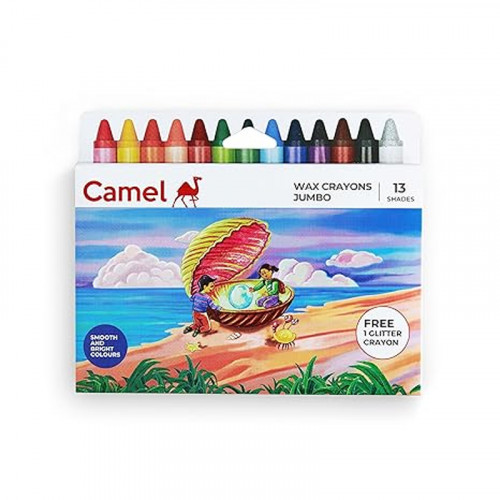 Camel
WAX CRAYONS
JUMBO
13
SHADES
SMOOTH
AND
BRIGHT
COLOURS
FREE
1 GLITTER
CRAYON